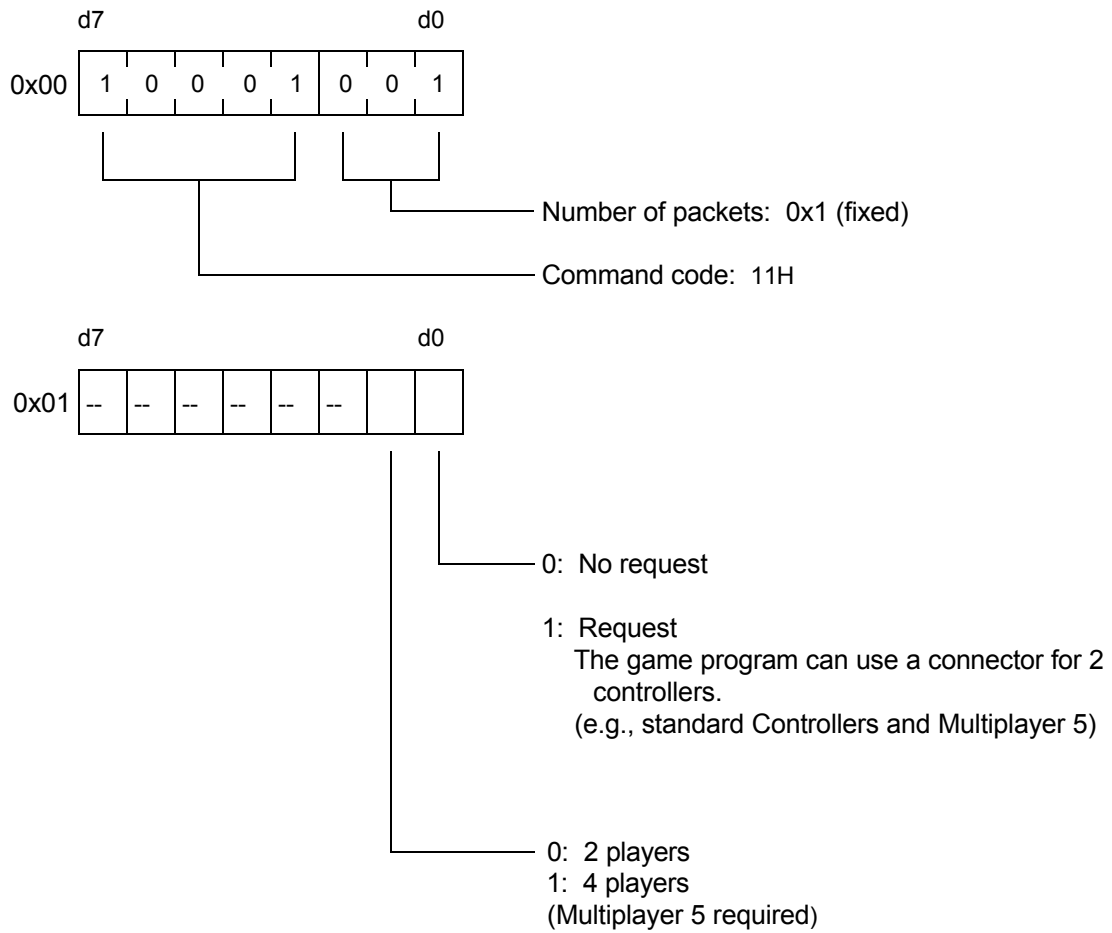 d7 d0
0x00 1 0 0 0 1 0 0 1
Number of packets: 0x1 (fixed)
Command code: 11H
d7 d0
0x01 -- -- -- -- -- --
0: No request
1: Request
The game program can use a connector for 2
controllers.
(e.g., standard Controllers and Multiplayer 5)
0: 2 players
1: 4 players
(Multiplayer 5 required)